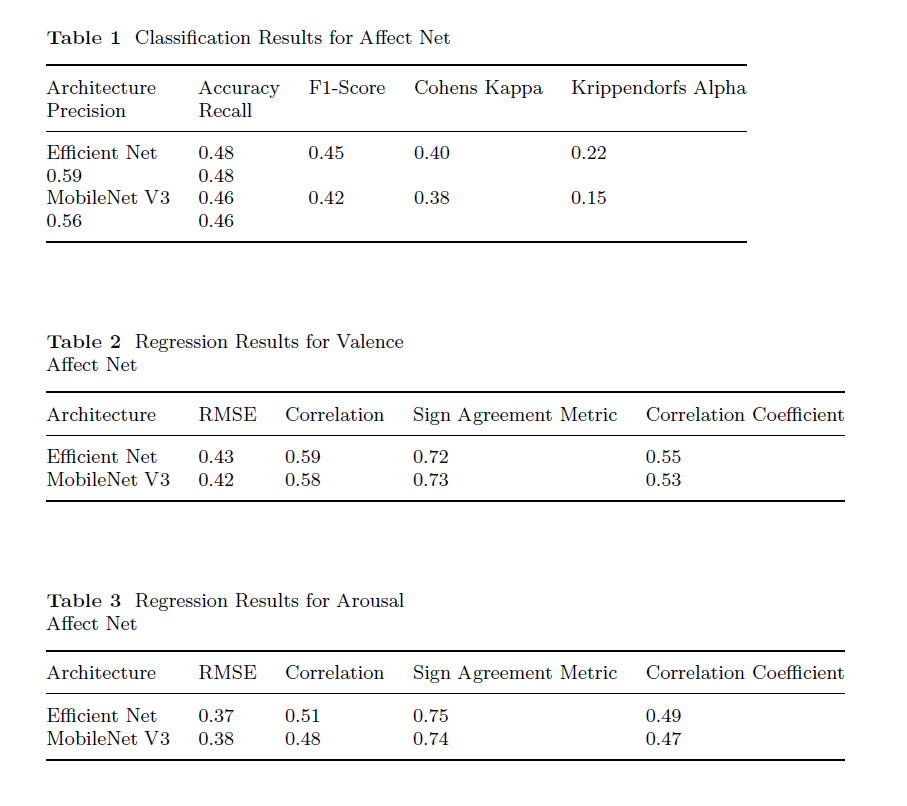 Table 1 Classification Results for Affect Net
Architecture Accuracy F1-Score Cohens Kappa Krippendorfs Alpha
Precision Recall
Efficient Net 0.48 0.45 0.40 0.22
0.59 0.48
MobileNet V3 0.46 0.42 0.38 0.15
0.56 0.46
Table 2 Regression Results for Valence
Affect Net
Architecture RMSE Correlation Sign Agreement Metric Correlation Coefficient
Efficient Net 0.43 0.59 0.72 0.55
MobileNet V3 0.42 0.58 0.73 0.53
Table 3 Regression Results for Arousal
Affect Net
Architecture RMSE Correlation Sign Agreement Metric Correlation Coefficient
Efficient Net 0.37 0.51 0.75 0.49
MobileNet V3 0.38 0.48 0.74 0.47